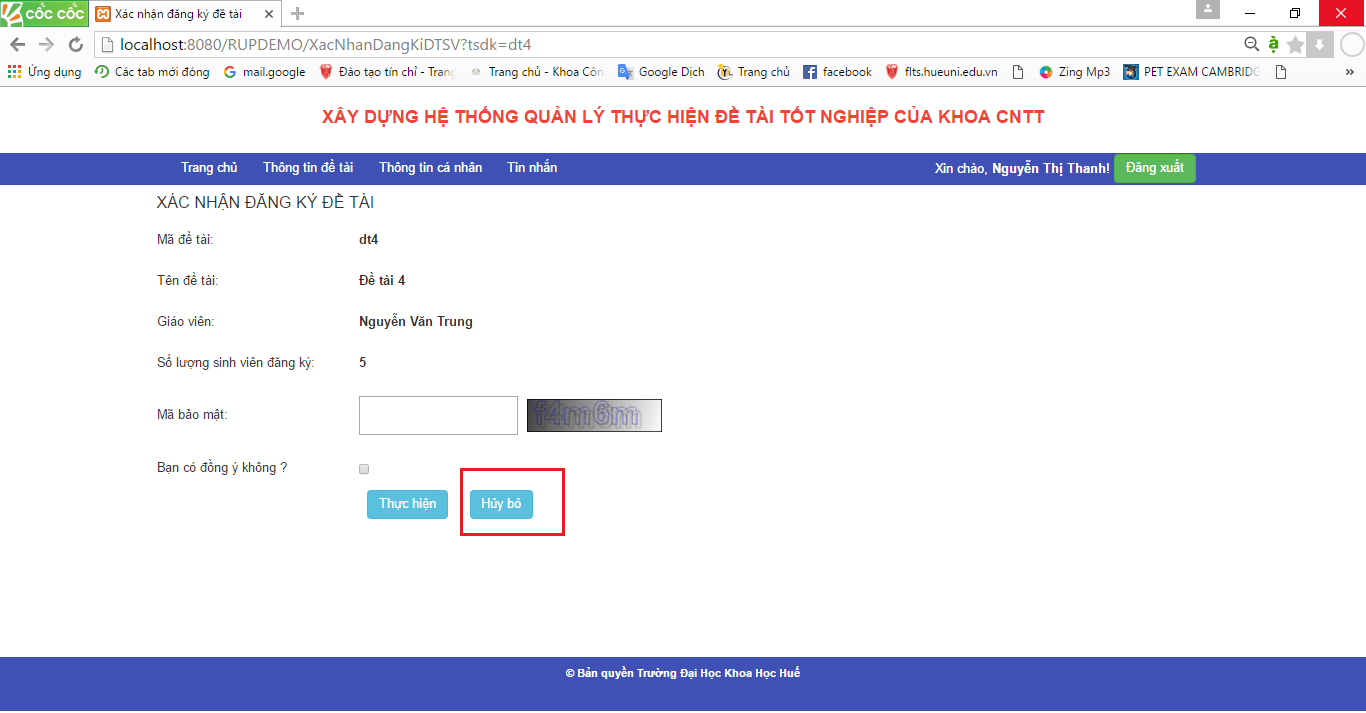 cốc cốc
Xác nhận đăng ký đề tài
localhost:8080/RUPDEMO/XacNhanDangKiDTSV?tsdk=dt4
Ứng dụng Các tab mới đóng mail.google Đào tạo tín chỉ - Trang Trang chủ - Khoa Côn Google Dịch Trang chủ facebook flts.hueuni.edu.vn Zing Mp3 PET EXAM CAMBRIDG »
XÂY DỰNG HỆ THỐNG QUẢN LÝ THỰC HIỆN ĐỀ TÀI TỐT NGHIỆP CỦA KHOA CNTT
Trang chủ Thông tin đề tài Thông tin cá nhân Tin nhắn Xin chào, Nguyễn Thị Thanh! Đăng xuất
XÁC NHẬN ĐĂNG KÝ ĐỀ TÀI
Mã đề tài: dt4
Tên đề tài: Đề tài 4
Giáo viên: Nguyễn Văn Trung
Số lượng sinh viên đăng ký: 5
Mã bảo mật: f4m6m
Bạn có đồng ý không ?
Thực hiện Hủy bỏ
© Bản quyền Trường Đại Học Khoa Học Huế